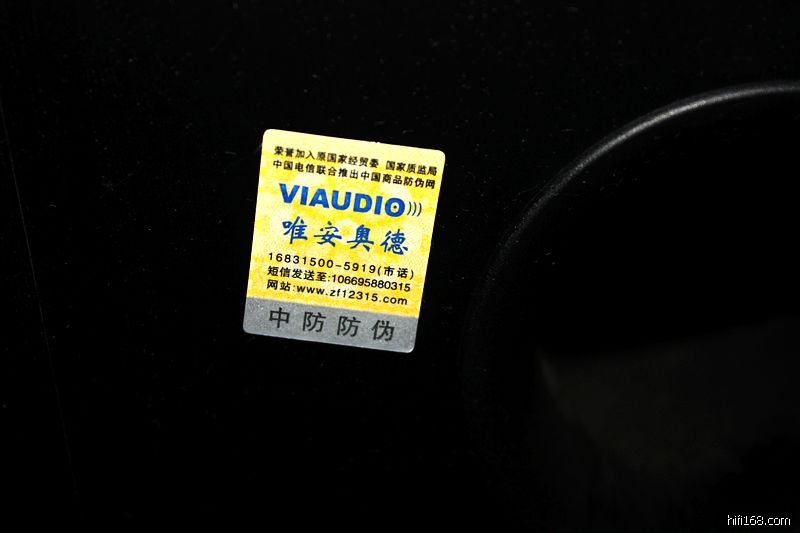 荣誉加入原国家经贸委 国家质监局
中国电信联合推出中国商品防伪网
VIAUDIO)))
唯安奥德
16831500-5919(市话)
短信发送至:106695880315
网站:www.zf12315.com
中防防伪
hifi168.com